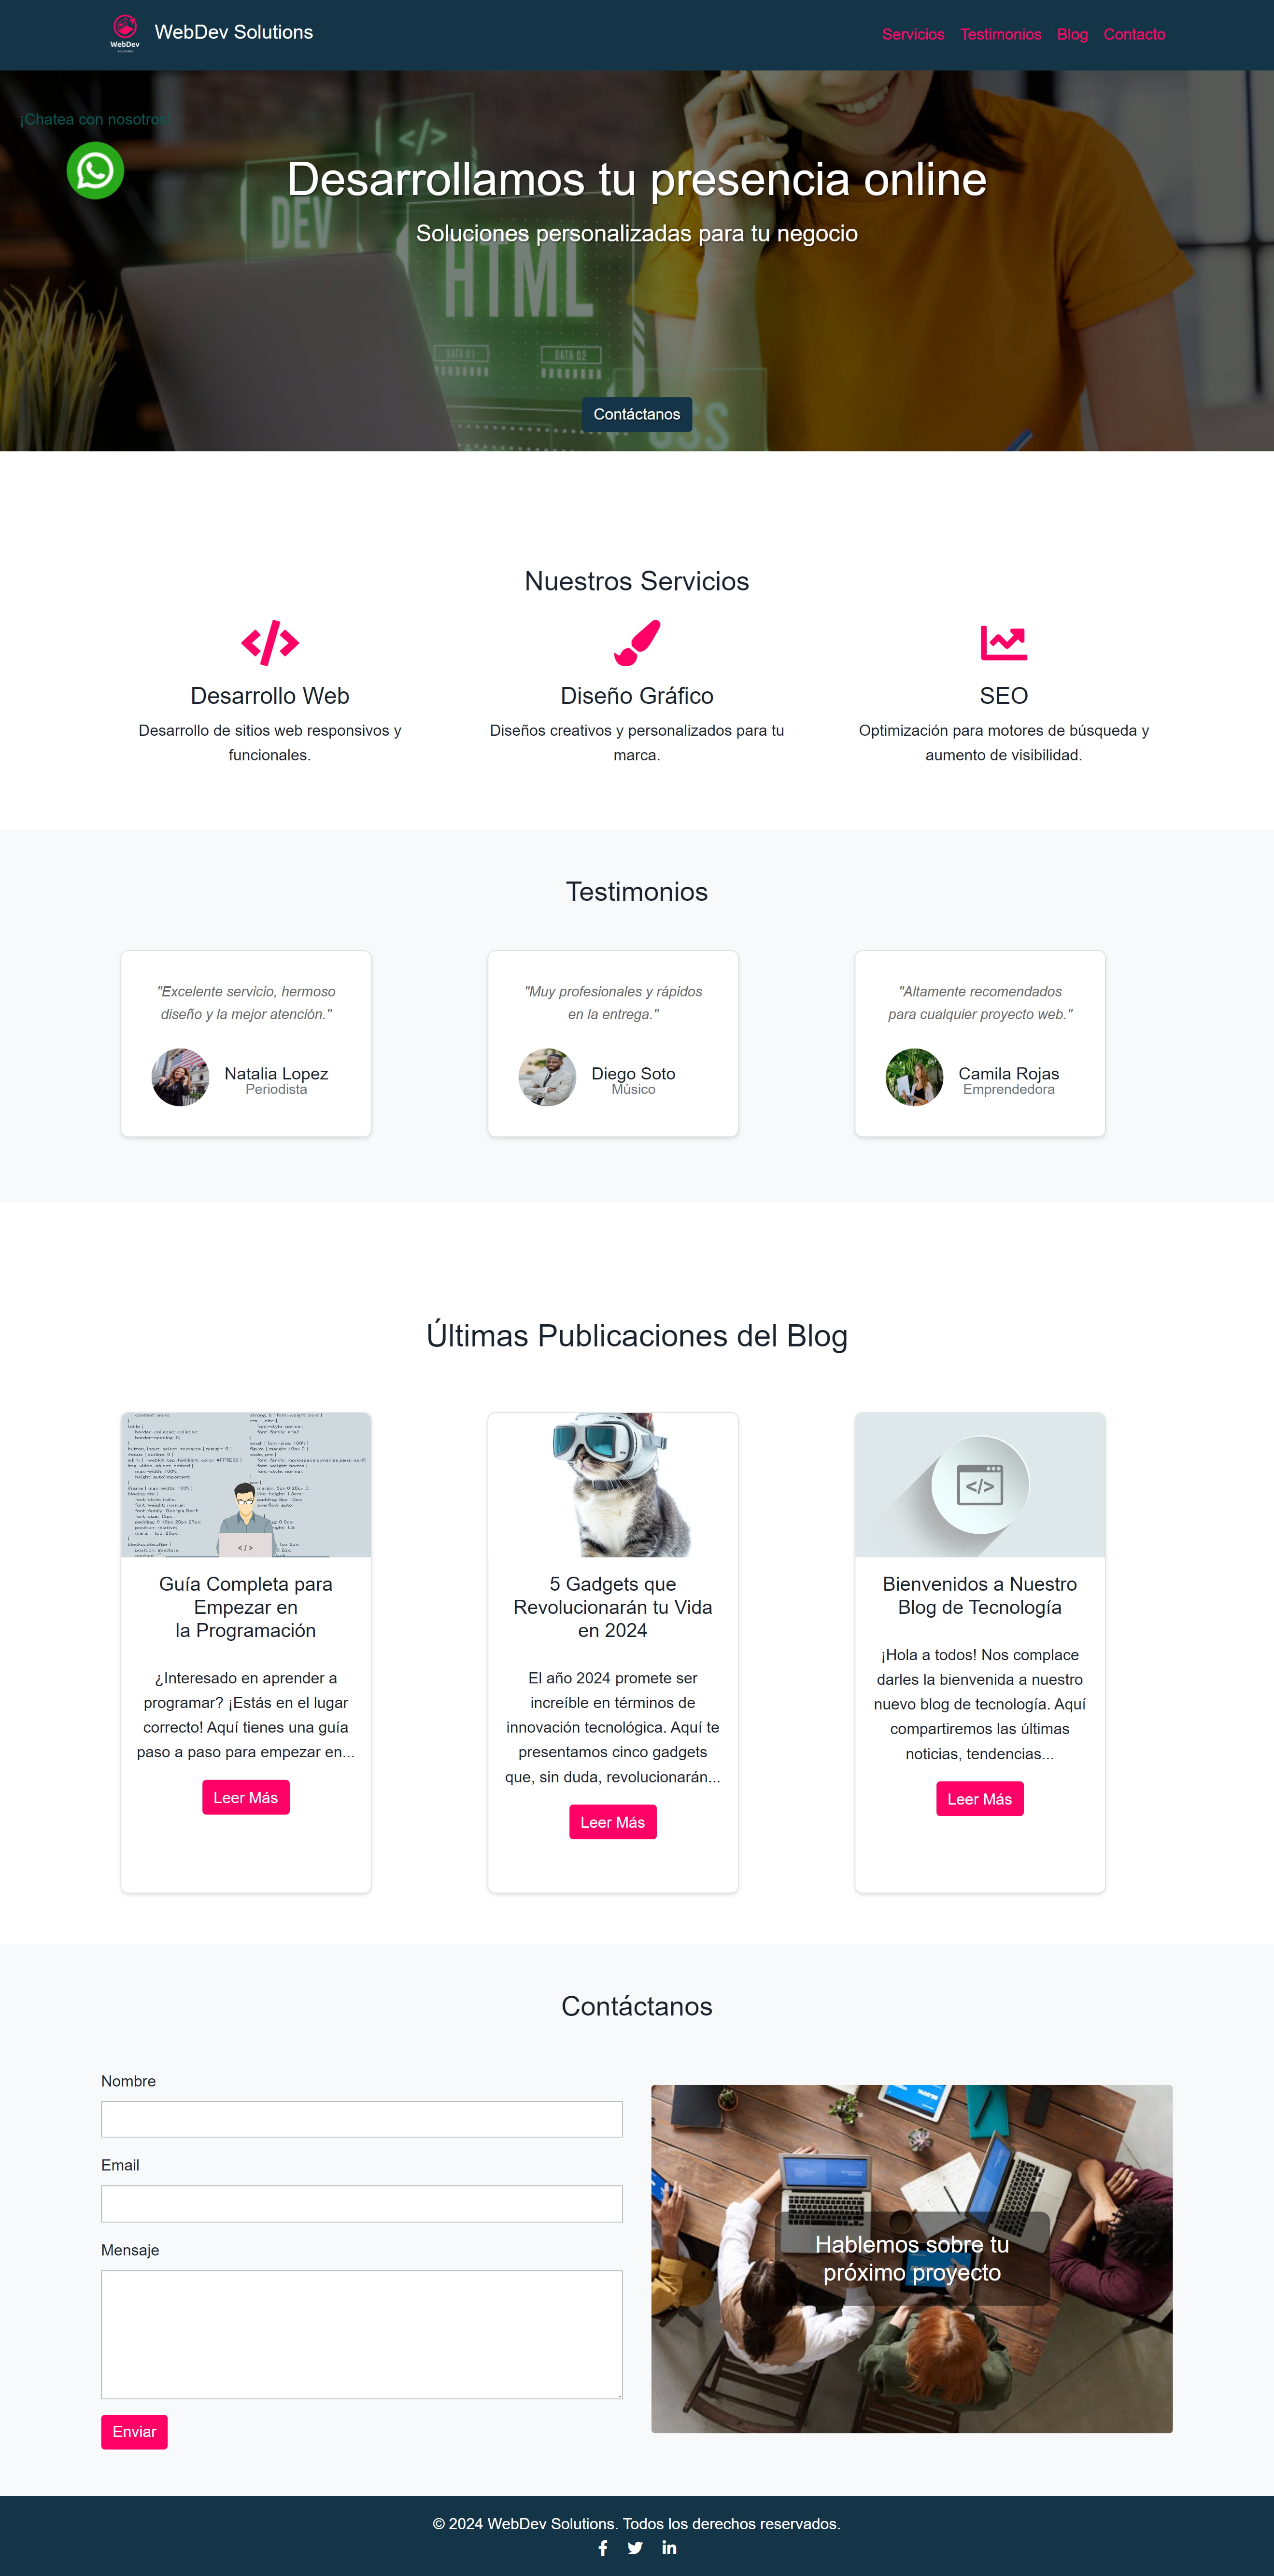 WebDev
WebDev Solutions
Servicios Testimonios Blog Contacto
¡Chatea con nosotros!
</>
DEV
HTML
DATA 01
DATA 02
CSS
Desarrollamos tu presencia online
Soluciones personalizadas para tu negocio
Contáctanos
Nuestros Servicios
Desarrollo Web
Desarrollo de sitios web responsivos y
funcionales.
Diseño Gráfico
Diseños creativos y personalizados para tu
marca.
SEO
Optimización para motores de búsqueda y
aumento de visibilidad.
Testimonios
"Excelente servicio, hermoso
diseño y la mejor atención."
Natalia Lopez
Periodista
"Muy profesionales y rápidos
en la entrega."
Diego Soto
Músico
"Altamente recomendados
para cualquier proyecto web."
Camila Rojas
Emprendedora
Últimas Publicaciones del Blog
Guía Completa para
Empezar en
la Programación
¿Interesado en aprender a
programar? ¡Estás en el lugar
correcto! Aquí tienes una guía
paso a paso para empezar en...
Leer Más
5 Gadgets que
Revolucionarán tu Vida
en 2024
El año 2024 promete ser
increíble en términos de
innovación tecnológica. Aquí te
presentamos cinco gadgets
que, sin duda, revolucionarán...
Leer Más
</>
Bienvenidos a Nuestro
Blog de Tecnología
¡Hola a todos! Nos complace
darles la bienvenida a nuestro
nuevo blog de tecnología. Aquí
compartiremos las últimas
noticias, tendencias...
Leer Más
Contáctanos
Nombre
Email
Mensaje
Enviar
Hablemos sobre tu
próximo proyecto
© 2024 WebDev Solutions. Todos los derechos reservados.